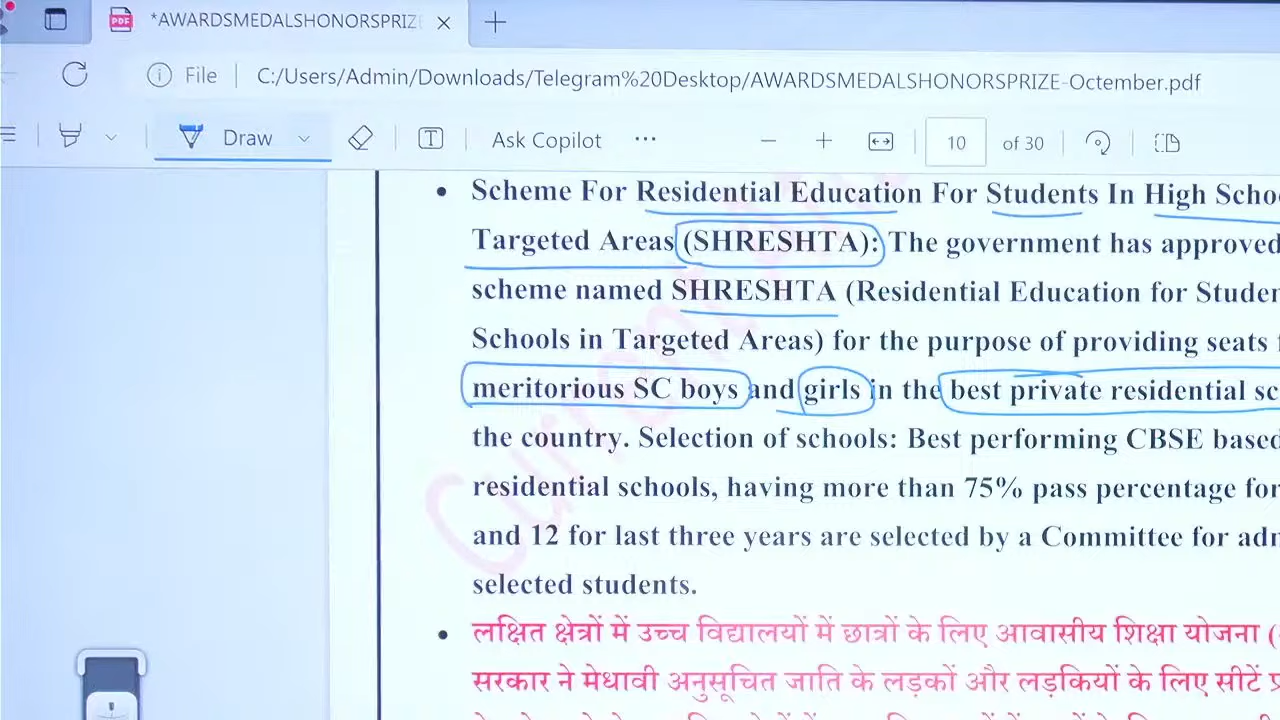 *AWARDSMEDALSHONORSPRIZE
File C:/Users/Admin/Downloads/Telegram%20Desktop/AWARDSMEDALSHONORSPRIZE-Octember.pdf
Draw Ask Copilot 10 of 30
• Scheme For Residential Education For Students In High Scho
Targeted Areas (SHRESHTA): The government has approved
scheme named SHRESHTA (Residential Education for Studen
Schools in Targeted Areas) for the purpose of providing seats
meritorious SC boys and girls in the best private residential sc
the country. Selection of schools: Best performing CBSE based
residential schools, having more than 75% pass percentage for
and 12 for last three years are selected by a Committee for adm
selected students.
• लक्षित क्षेत्रों में उच्च विद्यालयों में छात्रों के लिए आवासीय शिक्षा योजना (
सरकार ने मेधावी अनुसूचित जाति के लड़कों और लड़कियों के लिए सीटें